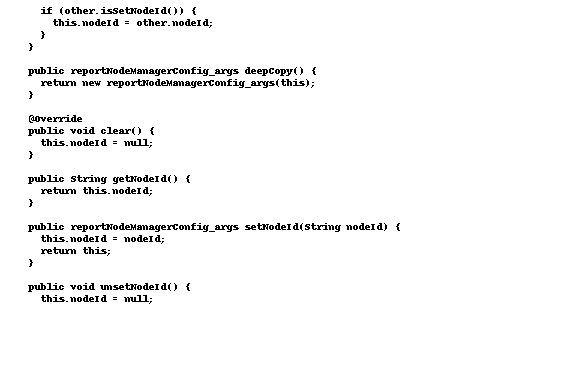 if (other.isSetNodeId()) {
this.nodeId = other.nodeId;
}
}
public reportNodeManagerConfig_args deepCopy() {
return new reportNodeManagerConfig_args(this);
}
@Override
public void clear() {
this.nodeId = null;
}
public String getNodeId() {
return this.nodeId;
}
public reportNodeManagerConfig_args setNodeId(String nodeId) {
this.nodeId = nodeId;
return this;
}
public void unsetNodeId() {
this.nodeId = null;